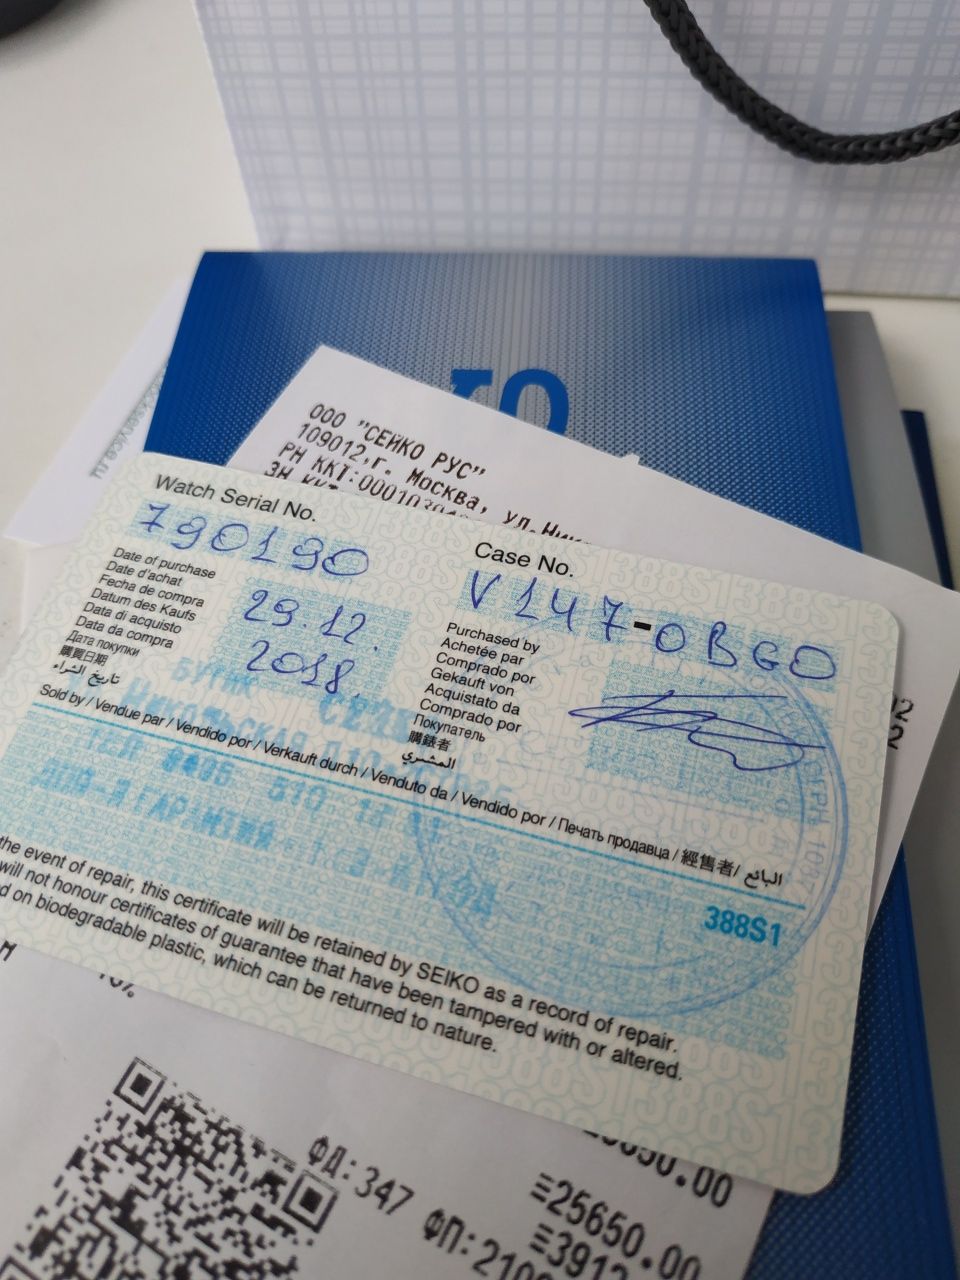 ООО "СЕЙКО РУС"
109012,г. Москва, ул.Ник
РН ККТ:00010
ЗН ККТ
Watch Serial No.
790190
Case No.
V147-0BG0
Date of purchase
Date d'achat
Fecha de compra
Datum des Kaufs
Data di acquisto
Data da compra
Дата покупки
購買日期
تاريخ الشراء
29.12.
2018.
Purchased by
Achetée par
Comprado por
Gekauft von
Acquistato da
Comprado por
Покупатель
購錶者
المشتري
Sold by / Vendue par / Vendido por / Verkauft durch / Venduto da / Vendido por / Печать продавца / 經售者/ البائع
БУТИК
388S1
the event of repair, this certificate will be retained by SEIKO as a record of repair.
will not honour certificates of guarantee that have been tampered with or altered.
d on biodegradable plastic, which can be returned to nature.
ФД:347
≡25650.00
≡3912
ФП:210